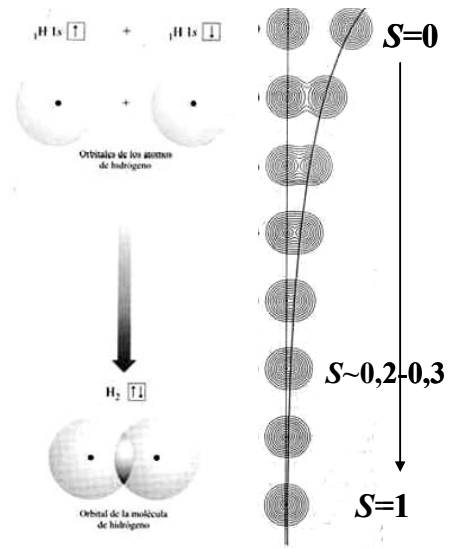 ₁H 1s ↑ + ₁H 1s ↓
+
Orbitales de los átomos
de hidrógeno
H₂ ↑↓
Orbital de la molécula
de hidrógeno
S=0
S~0,2-0,3
S=1